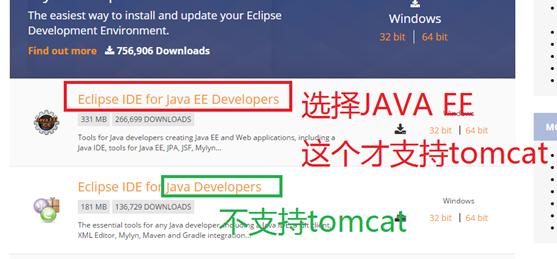 The easiest way to install and update your Eclipse
Development Environment.
Find out more 756,904 Downloads
Windows
32 bit 64 bit
Eclipse IDE for Java EE Developers
331 MB 266,699 DOWNLOADS
Tools for Java developers creating Java EE and Web applications, including a
Java IDE, tools for Java EE, JPA, JSF, Mylyn...
Windows
32 bit 64 bit
选择JAVA EE
这个才支持tomcat
Eclipse IDE for Java Developers
181 MB 136,729 DOWNLOADS
The essential tools for any Java developer, including a Java IDE, a client,
XML Editor, Mylyn, Maven and Gradle integration...
Windows
32 bit 64 bit
不支持tomcat